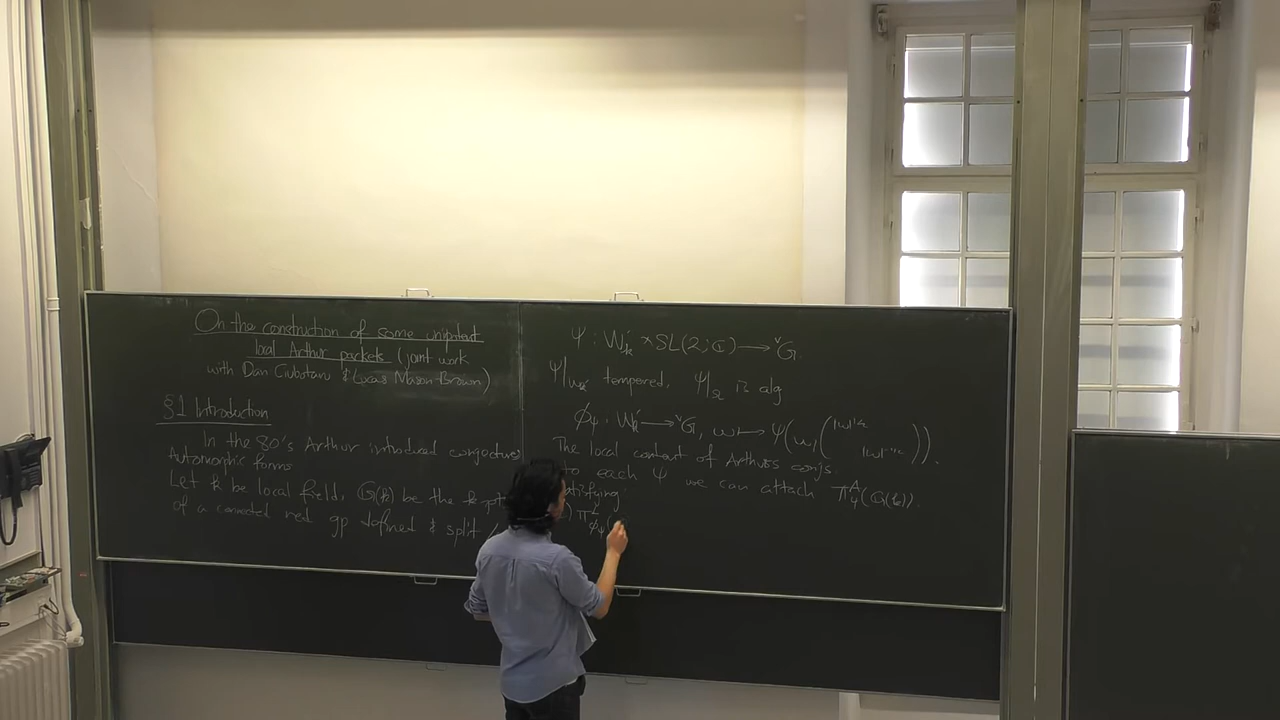 On the construction of some unipotent
local Arthur packets (joint work
with Dan Ciubotaru & Lucas Mason-Brown)
§1 Introduction
In the 80's Arthur introduced conjectures
Automorphic forms
Let k be local field, G(k) be the k-pt
of a connected red gp defined & split /
ψ : W'_k × SL(2;ℂ) ⟶ ᵛG.
ψ|_{W'_k} tempered, ψ|_{SL} is alg
ϕ_ψ : W'_k ⟶ ᵛG, w ⟼ ψ(w, ( |w|^{1/2} |w|^{-1/2} )).
The local content of Arthur's conjs.
to each ψ we can attach Π^A_ψ(G(k)).
satisfying
Π^L_{ϕ_ψ}